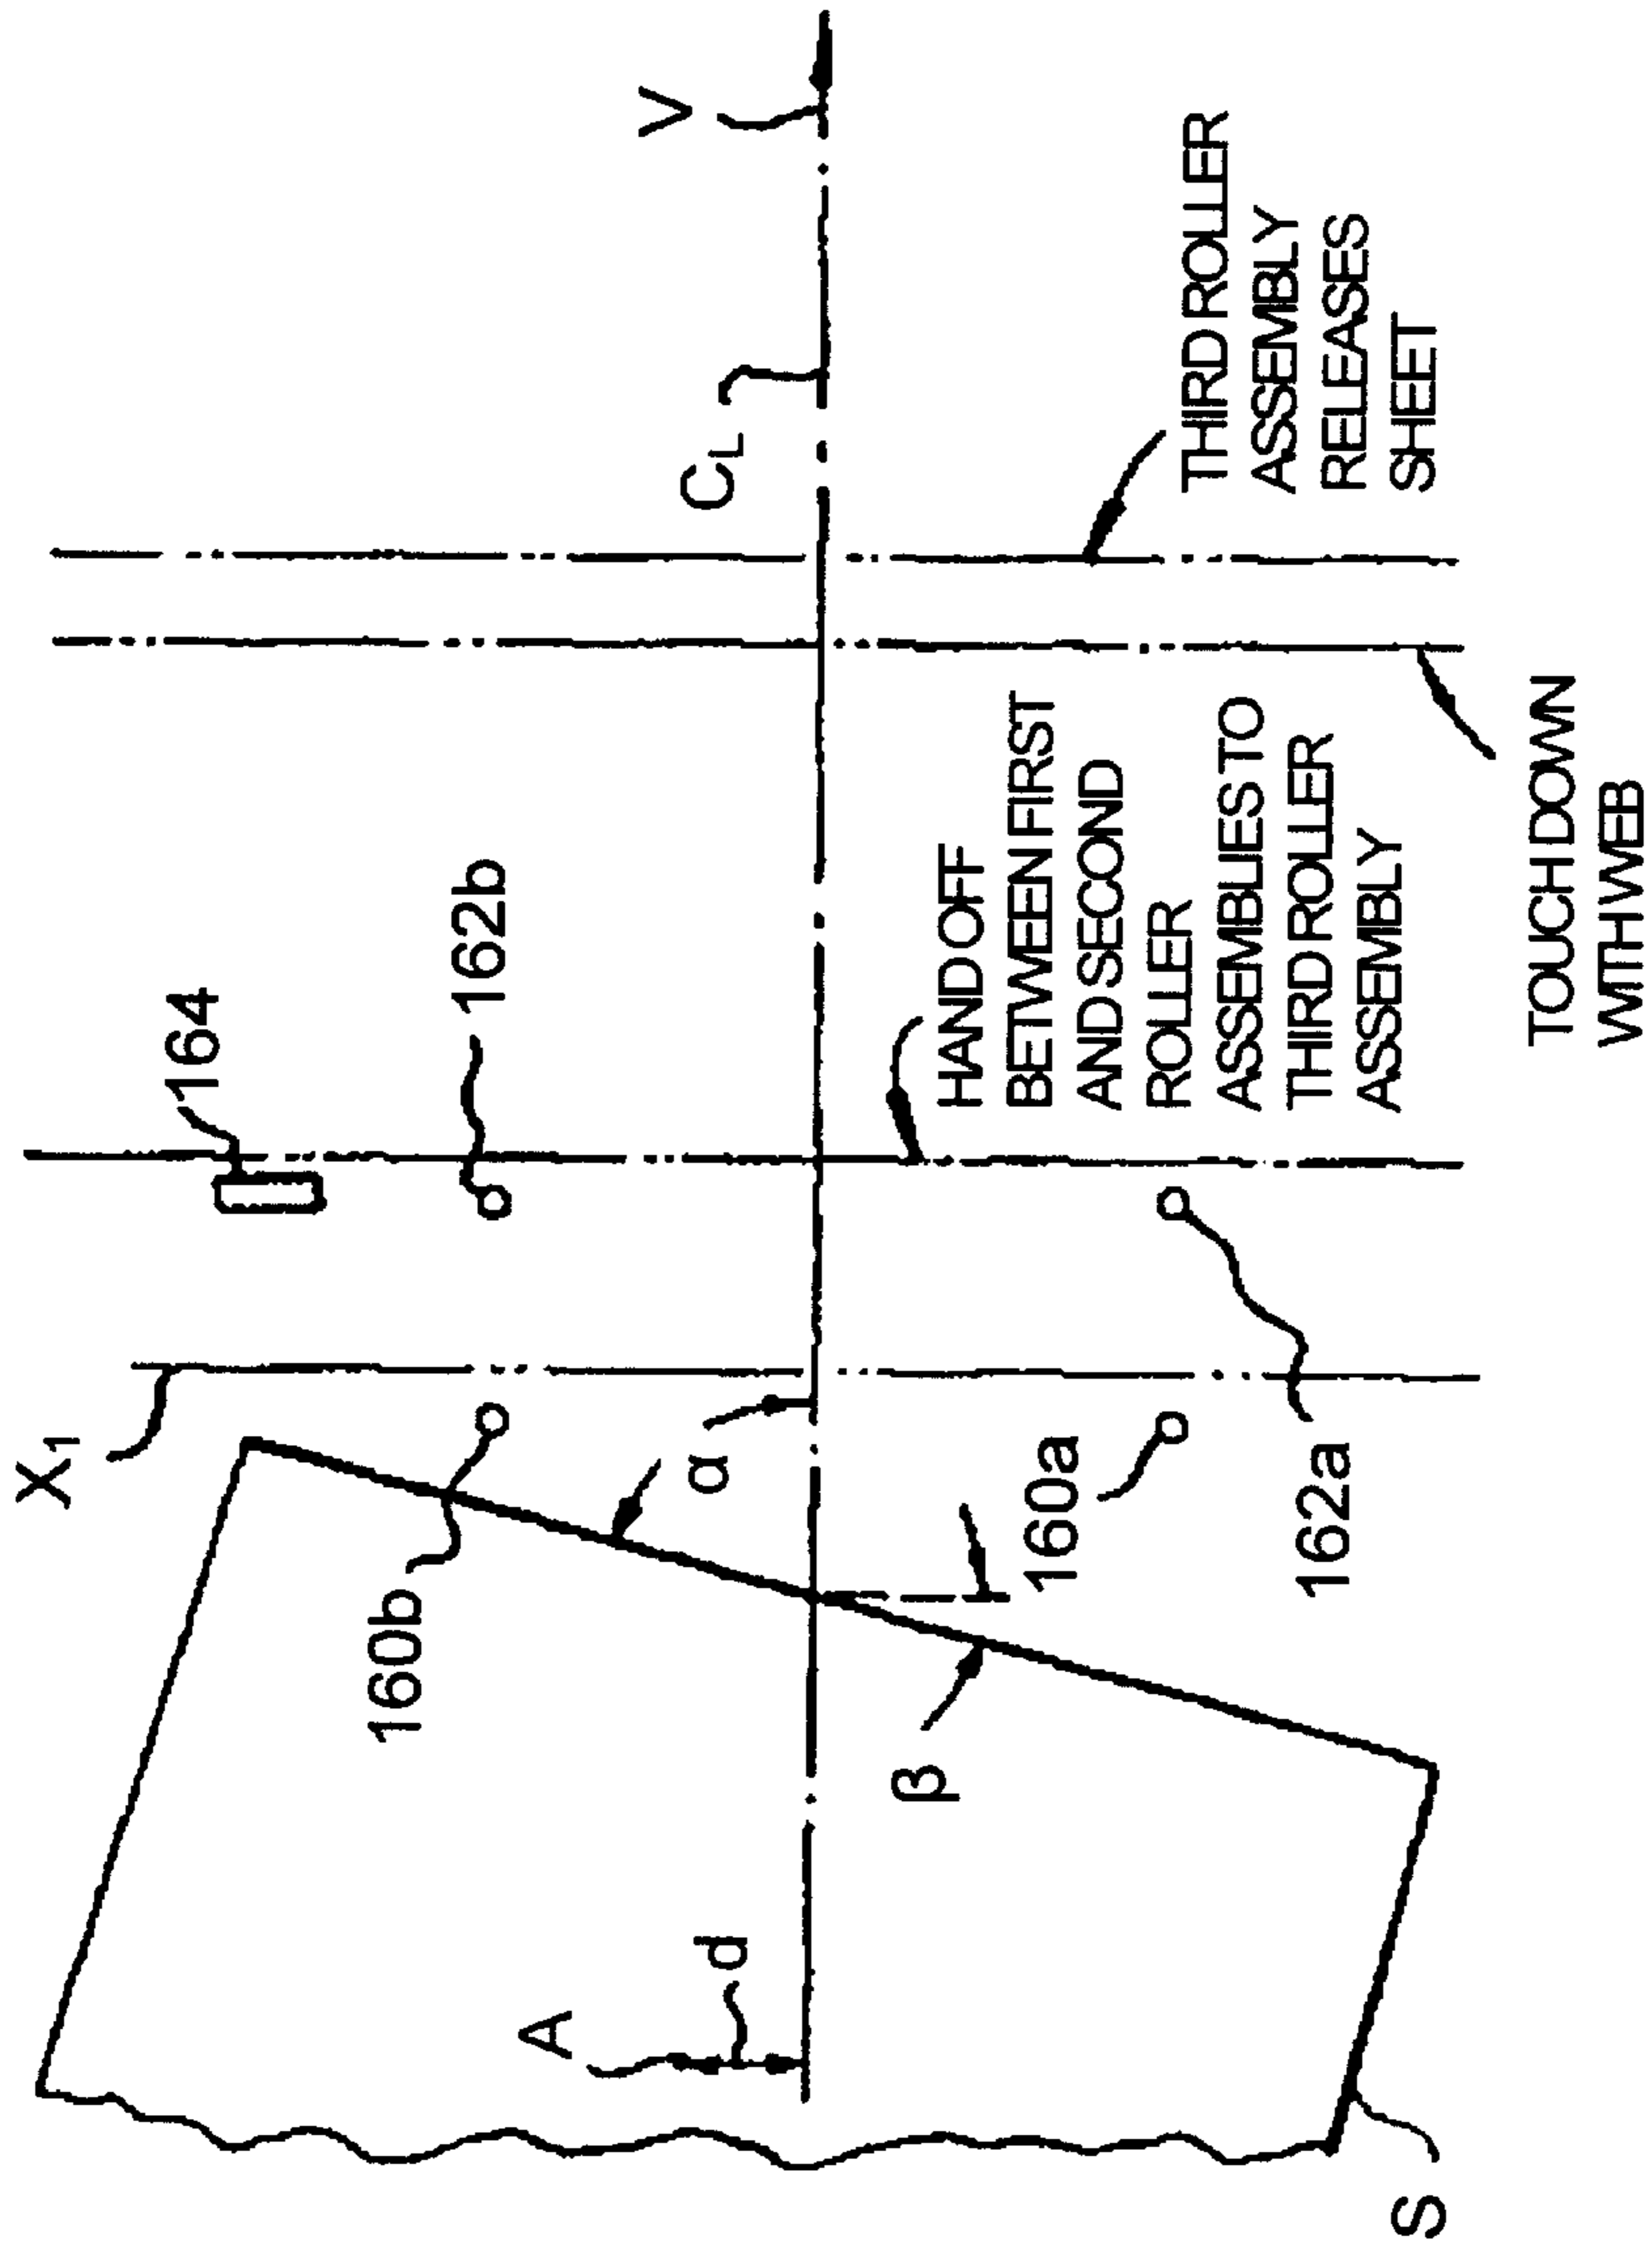 X1
164
162b
160b
α
CL
V
A
d
β
160a
162a
S
HAND OFF
BETWEEN FIRST
AND SECOND
ROLLER
ASSEMBLIES TO
THIRD ROLLER
ASSEMBLY
THIRD ROLLER
ASSEMBLY
RELEASES
SHEET
TOUCH DOWN
WITH WEB